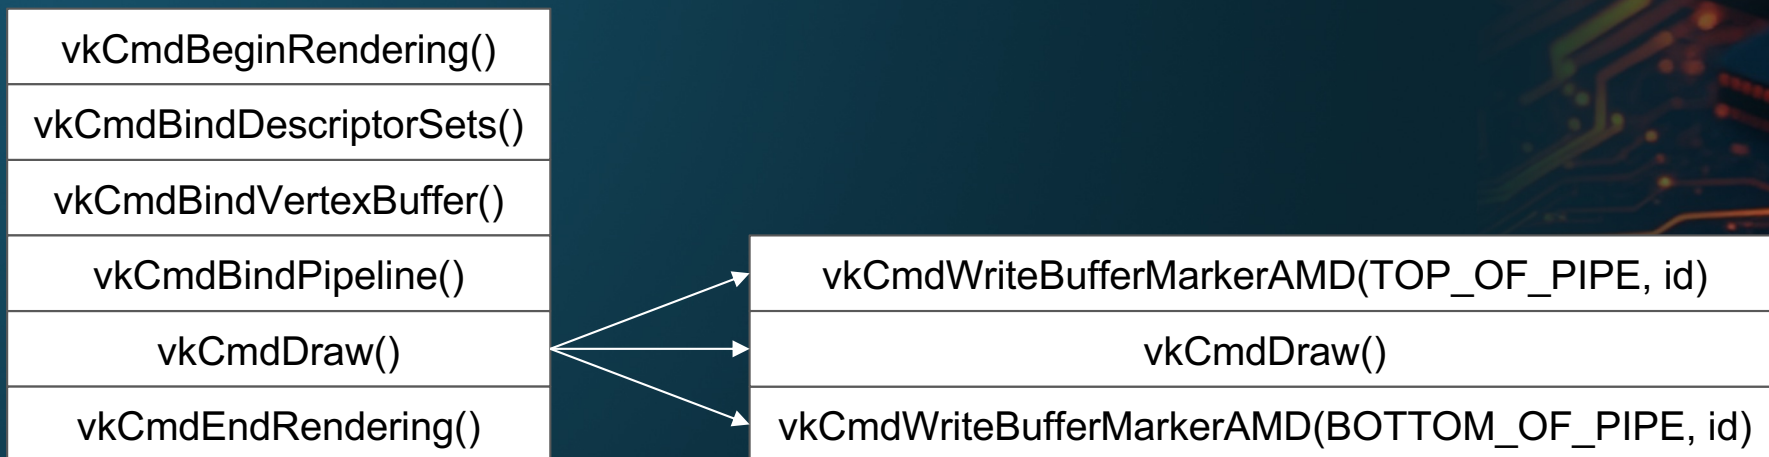 vkCmdBeginRendering()
vkCmdBindDescriptorSets()
vkCmdBindVertexBuffer()
vkCmdBindPipeline()
vkCmdDraw()
vkCmdEndRendering()
vkCmdWriteBufferMarkerAMD(TOP_OF_PIPE, id)
vkCmdDraw()
vkCmdWriteBufferMarkerAMD(BOTTOM_OF_PIPE, id)